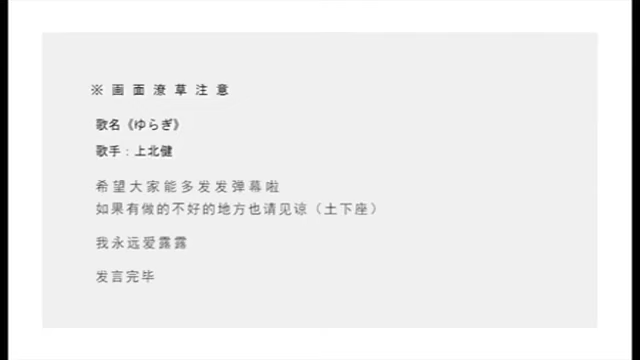 ※画面潦草注意
歌名《ゆらぎ》
歌手：上北健
希望大家能多发发弹幕啦
如果有做的不好的地方也请见谅（土下座）
我永远爱露露
发言完毕